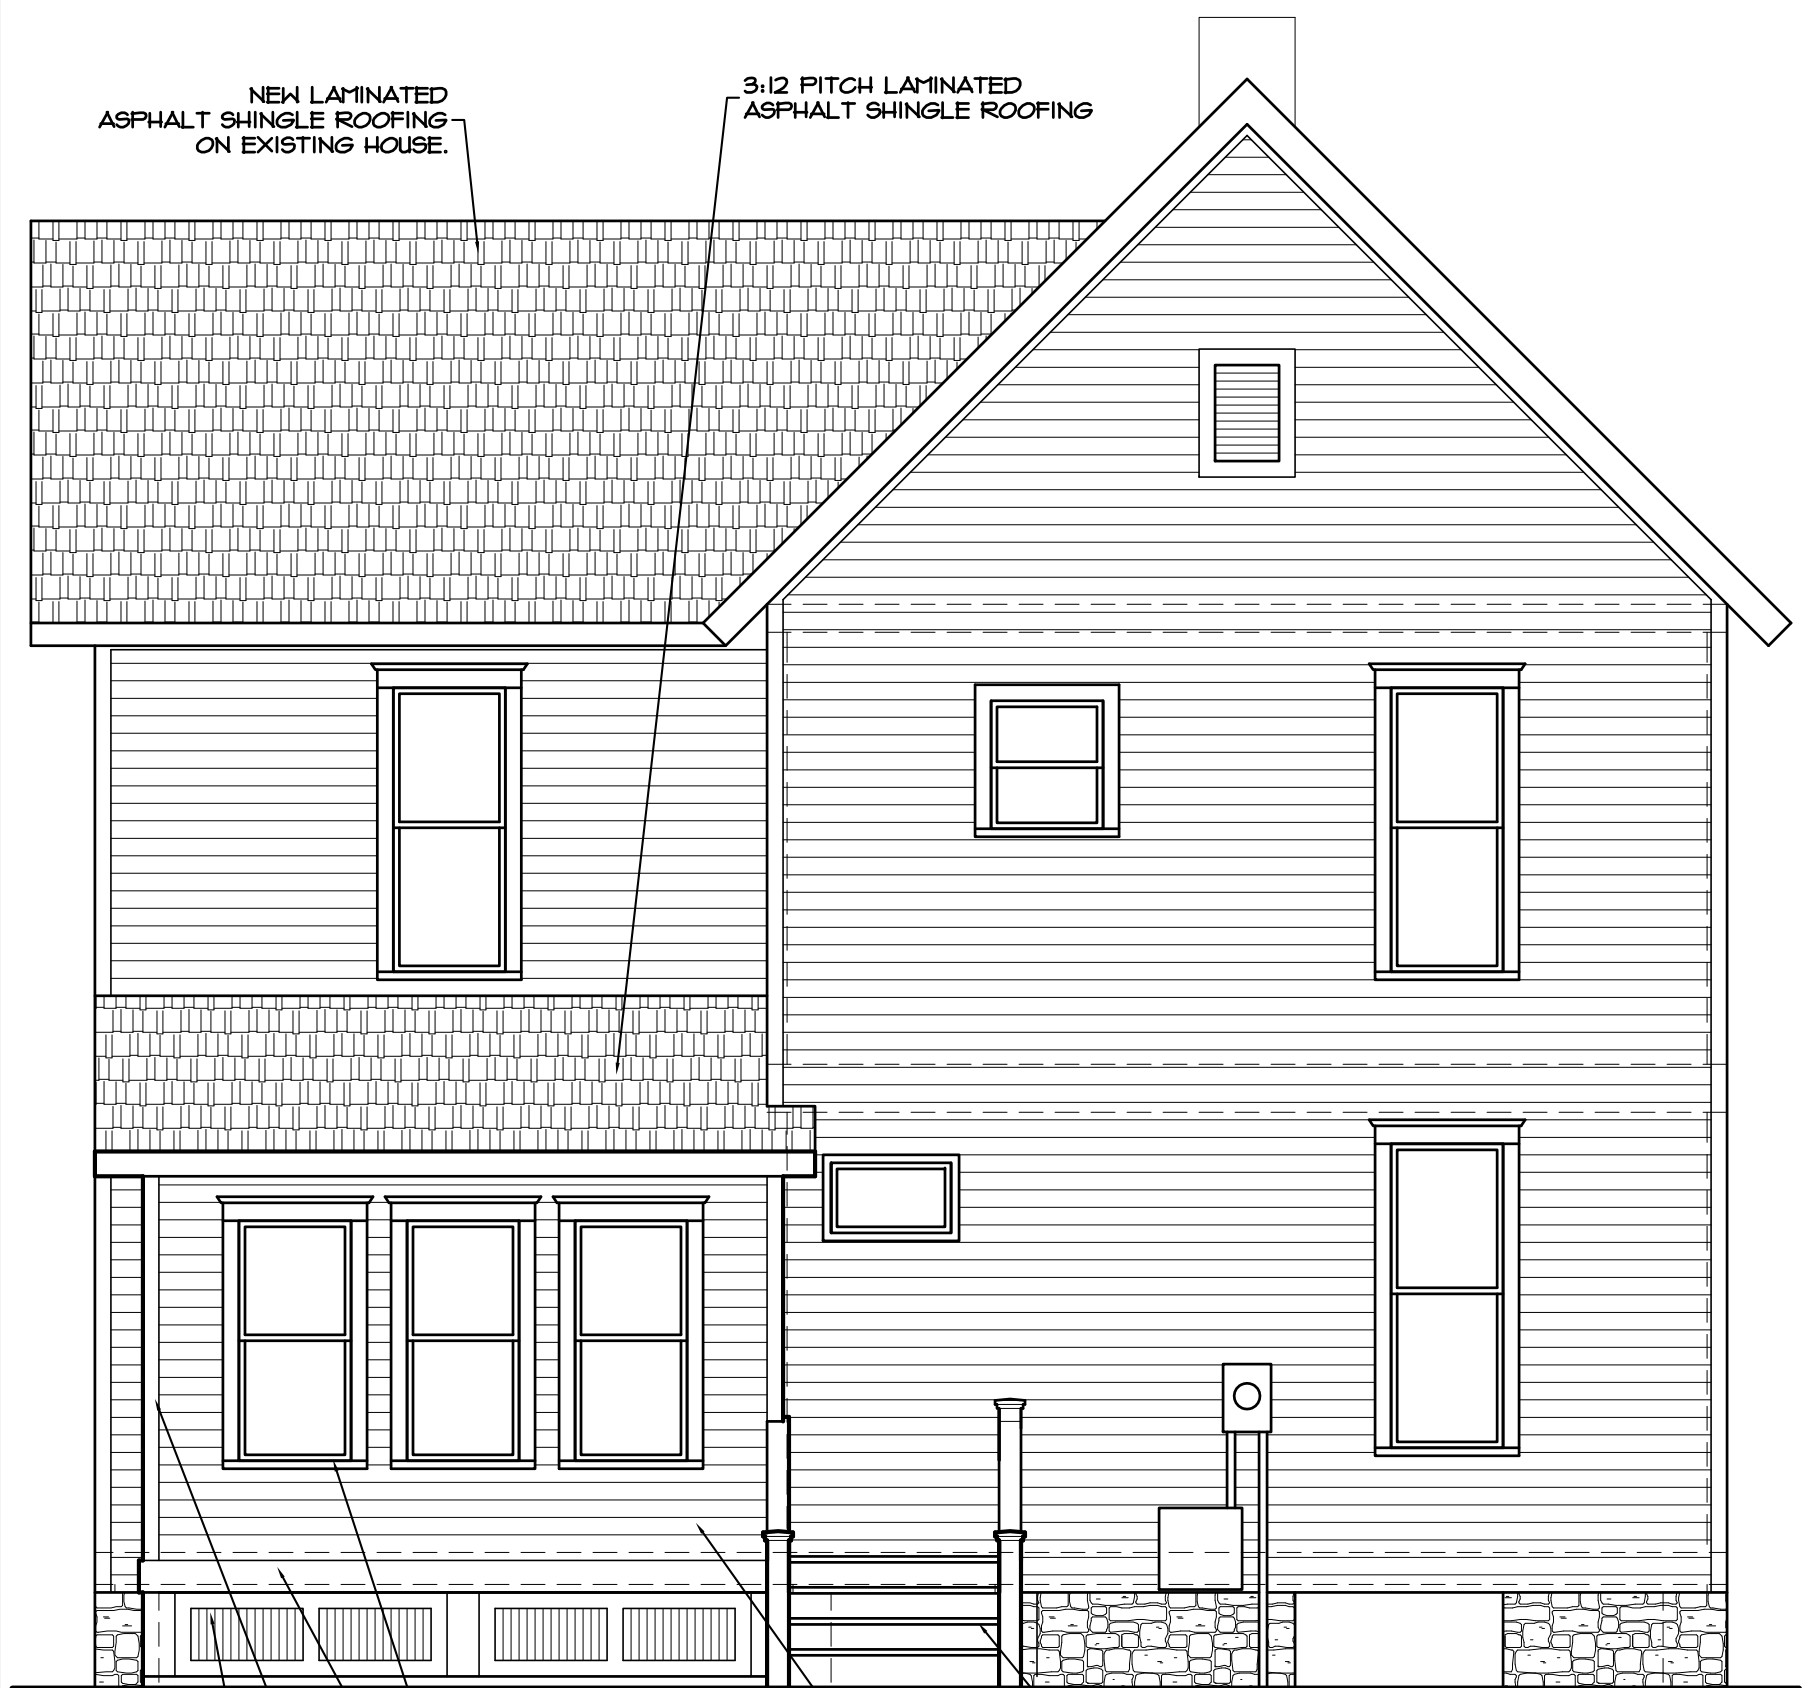 NEW LAMINATED
ASPHALT SHINGLE ROOFING
ON EXISTING HOUSE.
3:12 PITCH LAMINATED
ASPHALT SHINGLE ROOFING